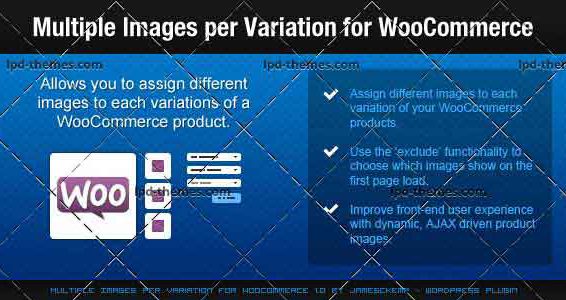 Multiple Images per Variation for WooCommerce
lpd-themes.com lpd-themes.com lpd-themes.com
Allows you to assign different
images to each variations of a
WooCommerce product.
Assign different images to each
variation of your WooCommerce
products.
Use the 'exclude' functionality to
choose which images show on the
first page load.
lpd-themes.com lpd-themes.com lpd-themes.com
WOO
Improve front-end user experience
with dynamic, AJAX driven product
images.
MULTIPLE IMAGES PER VARIATION FOR WOOCOMMERCE 1.0 BY JAMESCKEMP - WORDPRESS PLUGIN